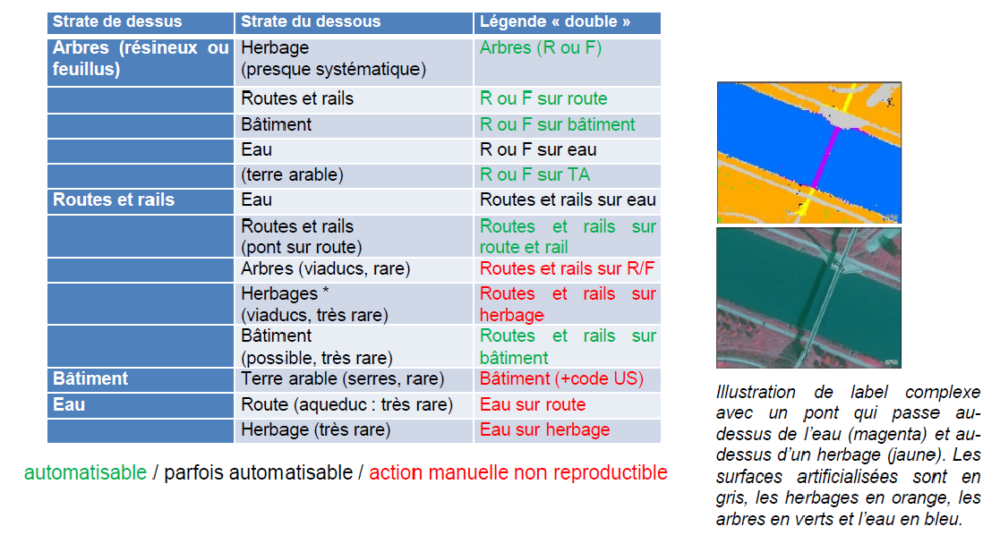 Strate de dessus Strate du dessous Légende « double »
Arbres (résineux ou feuillus) Herbage Arbres (R ou F)
(presque systématique)
Routes et rails R ou F sur route
Bâtiment R ou F sur bâtiment
Eau R ou F sur eau
(terre arable) R ou F sur TA
Routes et rails Eau Routes et rails sur eau
Routes et rails Routes et rails sur
(pont sur route) route et rail
Arbres (viaducs, rare) Routes et rails sur R/F
Herbages * Routes et rails sur
(viaducs, très rare) herbage
Bâtiment Routes et rails sur
(possible, très rare) bâtiment
Bâtiment Terre arable (serres, rare) Bâtiment (+code US)
Eau Route (aqueduc : très rare) Eau sur route
Herbage (très rare) Eau sur herbage
automatisable / parfois automatisable / action manuelle non reproductible
Illustration de label complexe
avec un pont qui passe au-
dessus de l'eau (magenta) et au-
dessus d'un herbage (jaune). Les
surfaces artificialisées sont en
gris, les herbages en orange, les
arbres en verts et l'eau en bleu.